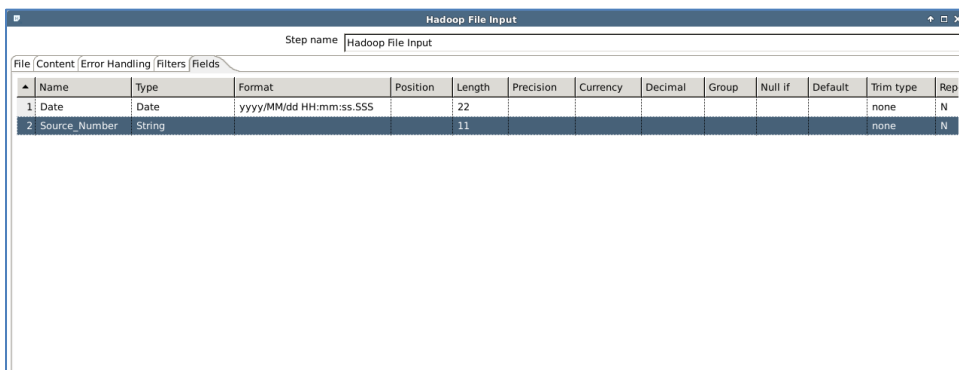 Hadoop File Input
Step name Hadoop File Input
File Content Error Handling Filters Fields
Name Type Format Position Length Precision Currency Decimal Group Null if Default Trim type Rep
1 Date Date yyyy/MM/dd HH:mm:ss.SSS 22 none N
2 Source_Number String 11 none N